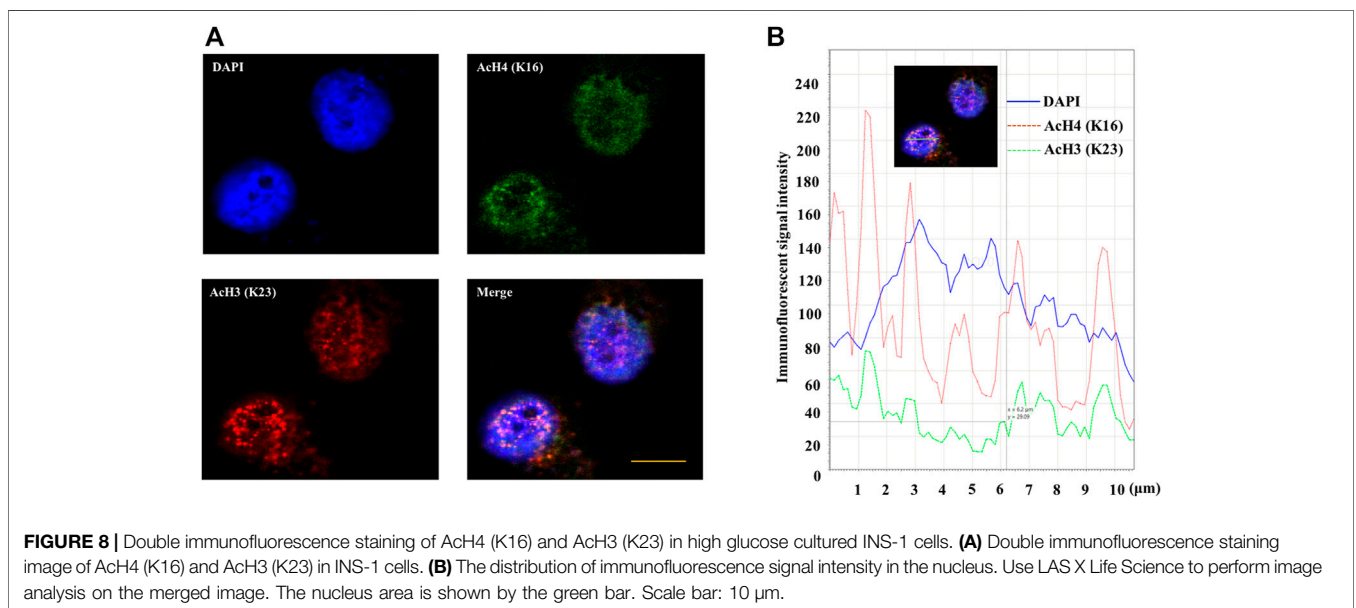 A
DAPI
AcH4 (K16)
AcH3 (K23)
Merge
B
Immunofluorescent signal intensity
240
220
200
180
160
140
120
100
80
60
40
20
0
DAPI
AcH4 (K16)
AcH3 (K23)
x = 6.2 µm
y = 29.09
1 2 3 4 5 6 7 8 9 10 (µm)
FIGURE 8 | Double immunofluorescence staining of AcH4 (K16) and AcH3 (K23) in high glucose cultured INS-1 cells. (A) Double immunofluorescence staining
image of AcH4 (K16) and AcH3 (K23) in INS-1 cells. (B) The distribution of immunofluorescence signal intensity in the nucleus. Use LAS X Life Science to perform image
analysis on the merged image. The nucleus area is shown by the green bar. Scale bar: 10 µm.